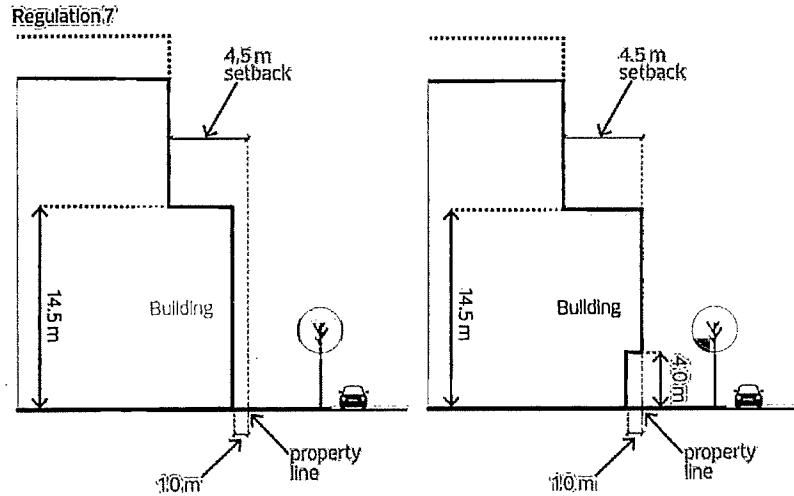 Regulation 7
4.5 m
setback
14.5 m
Building
1.0 m
property
line
4.5 m
setback
14.5 m
Building
4.0 m
1.0 m
property
line